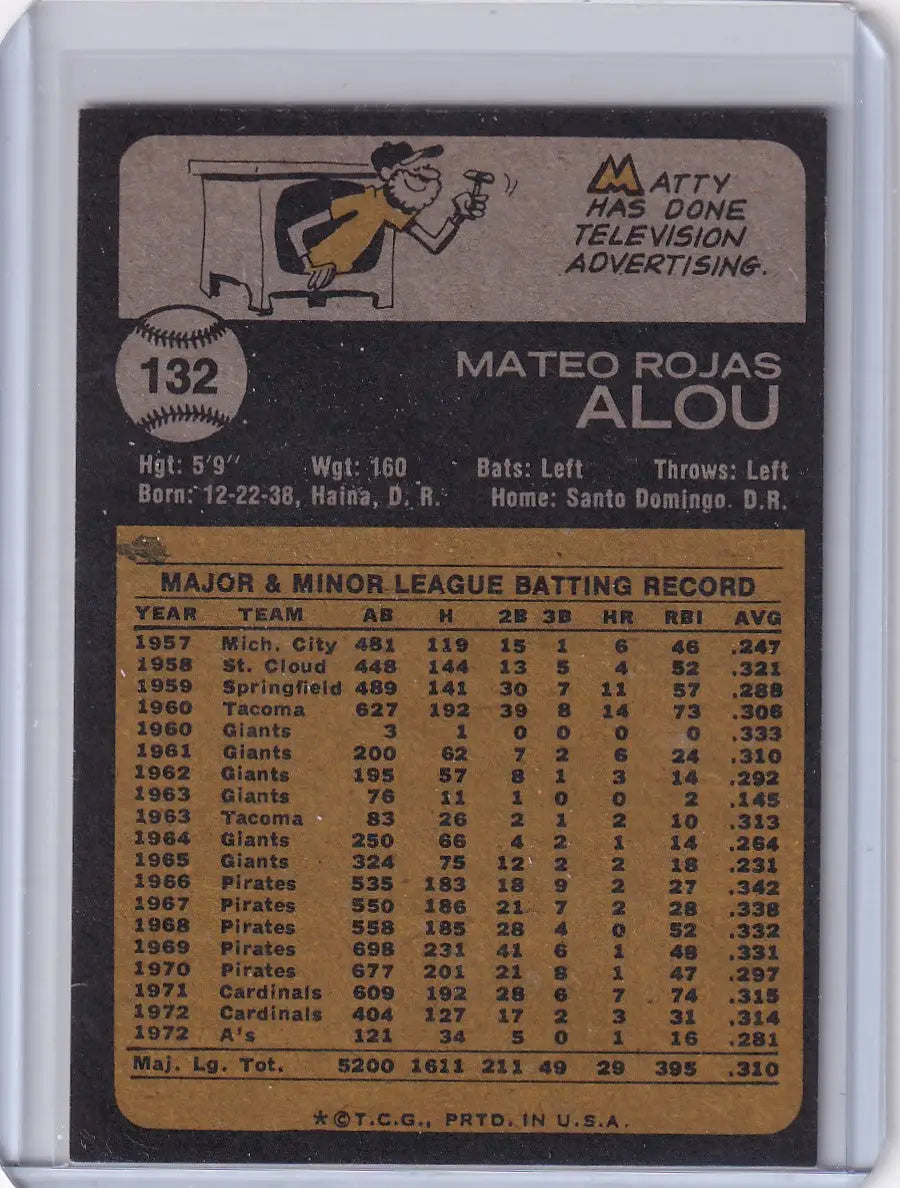 MATTY
HAS DONE
TELEVISION
ADVERTISING.
132
MATEO ROJAS
ALOU
Hgt: 5'9" Wgt: 160 Bats: Left Throws: Left
Born: 12-22-38, Haina, D. R. Home: Santo Domingo. D.R.
MAJOR & MINOR LEAGUE BATTING RECORD
YEAR TEAM AB H 2B 3B HR RBI AVG
1957 Mich. City 481 119 15 1 6 46 .247
1958 St. Cloud 448 144 13 5 4 52 .321
1959 Springfield 489 141 30 7 11 57 .288
1960 Tacoma 627 192 39 8 14 73 .306
1960 Giants 3 1 0 0 0 0 .333
1961 Giants 200 62 7 2 6 24 .310
1962 Giants 195 57 8 1 3 14 .292
1963 Giants 76 11 1 0 0 2 .145
1963 Tacoma 83 26 2 1 2 10 .313
1964 Giants 250 66 4 2 1 14 .264
1965 Giants 324 75 12 2 2 18 .231
1966 Pirates 535 183 18 9 2 27 .342
1967 Pirates 550 186 21 7 2 28 .338
1968 Pirates 558 185 28 4 0 52 .332
1969 Pirates 698 231 41 6 1 48 .331
1970 Pirates 677 201 21 8 1 47 .297
1971 Cardinals 609 192 28 6 7 74 .315
1972 Cardinals 404 127 17 2 3 31 .314
1972 A's 121 34 5 0 1 16 .281
Maj. Lg. Tot. 5200 1611 211 49 29 395 .310
*©T.C.G., PRTD. IN U.S.A.